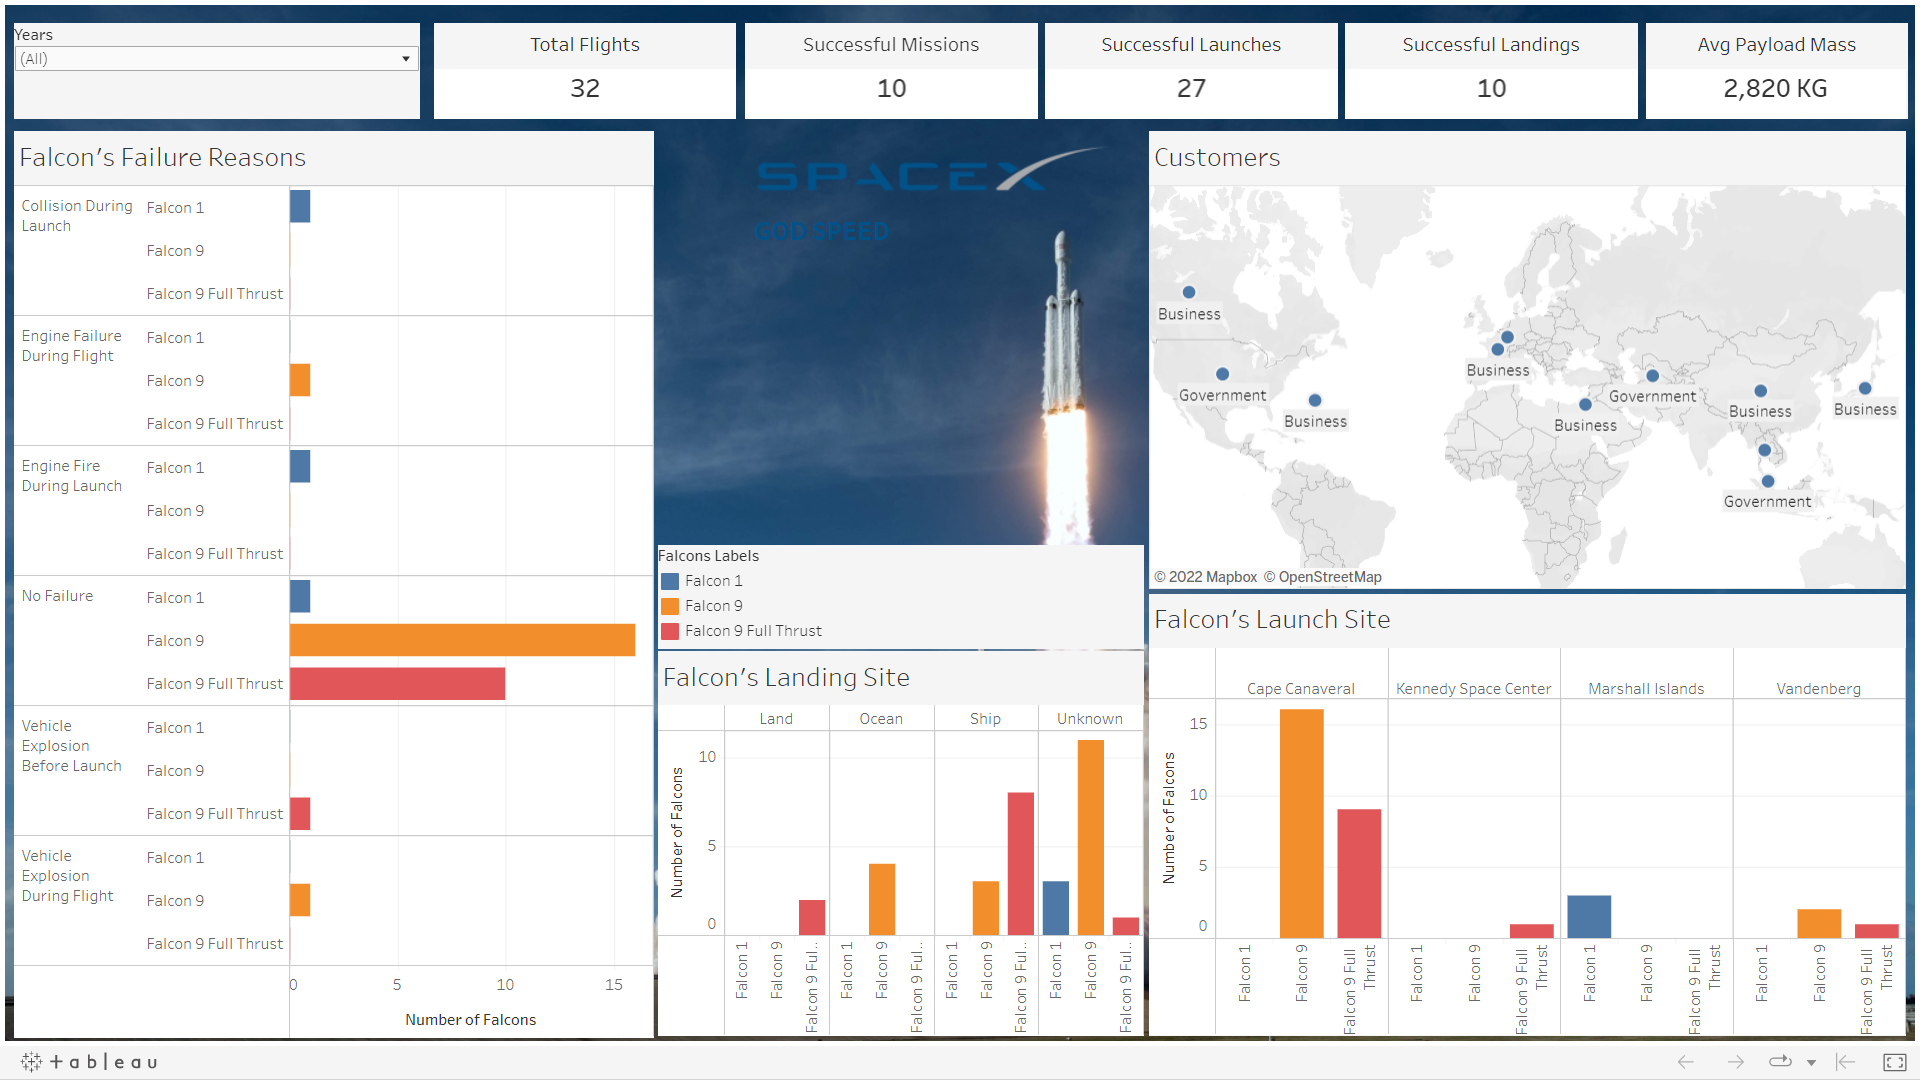 Years
(All)
Total Flights
32
Successful Missions
10
Successful Launches
27
Successful Landings
10
Avg Payload Mass
2,820 KG
Falcon's Failure Reasons
Collision During
Launch
Falcon 1
Falcon 9
Falcon 9 Full Thrust
Engine Failure
During Flight
Falcon 1
Falcon 9
Falcon 9 Full Thrust
Engine Fire
During Launch
Falcon 1
Falcon 9
Falcon 9 Full Thrust
No Failure
Falcon 1
Falcon 9
Falcon 9 Full Thrust
Vehicle
Explosion
Before Launch
Falcon 1
Falcon 9
Falcon 9 Full Thrust
Vehicle
Explosion
During Flight
Falcon 1
Falcon 9
Falcon 9 Full Thrust
0 5 10 15
Number of Falcons
SPACEX
GOD SPEED
Falcons Labels
Falcon 1
Falcon 9
Falcon 9 Full Thrust
Falcon's Landing Site
Land Ocean Ship Unknown
Number of Falcons
10
5
0
Falcon 1
Falcon 9
Falcon 9 Ful..
Falcon 1
Falcon 9
Falcon 9 Ful..
Falcon 1
Falcon 9
Falcon 9 Ful..
Falcon 1
Falcon 9
Falcon 9 Ful..
Customers
Business
Government
Business
Business
Government
Business
Business
Business
Government
© 2022 Mapbox © OpenStreetMap
Falcon's Launch Site
Cape Canaveral Kennedy Space Center Marshall Islands Vandenberg
Number of Falcons
15
10
5
0
Falcon 1
Falcon 9
Falcon 9 Full
Thrust
Falcon 1
Falcon 9
Falcon 9 Full
Thrust
Falcon 1
Falcon 9
Falcon 9 Full
Thrust
Falcon 1
Falcon 9
Falcon 9 Full
Thrust
+ableau